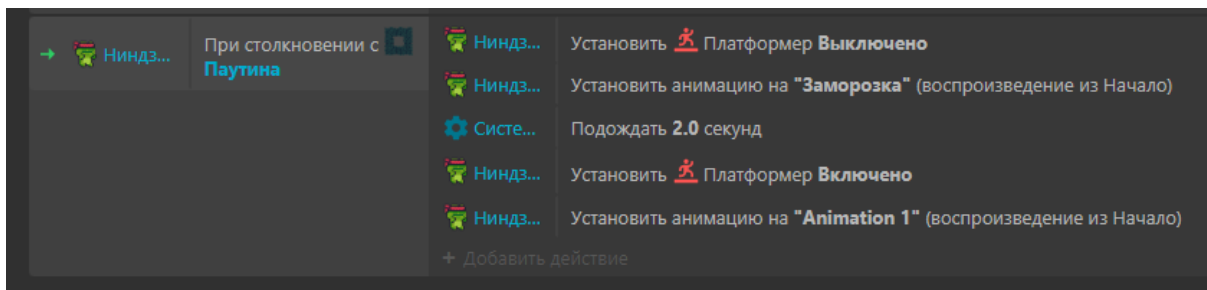 Ниндз...
При столкновении с
Паутина
Ниндз...
Установить Платформер Выключено
Ниндз...
Установить анимацию на "Заморозка" (воспроизведение из Начало)
Систе...
Подождать 2.0 секунд
Ниндз...
Установить Платформер Включено
Ниндз...
Установить анимацию на "Animation 1" (воспроизведение из Начало)
+ Добавить действие